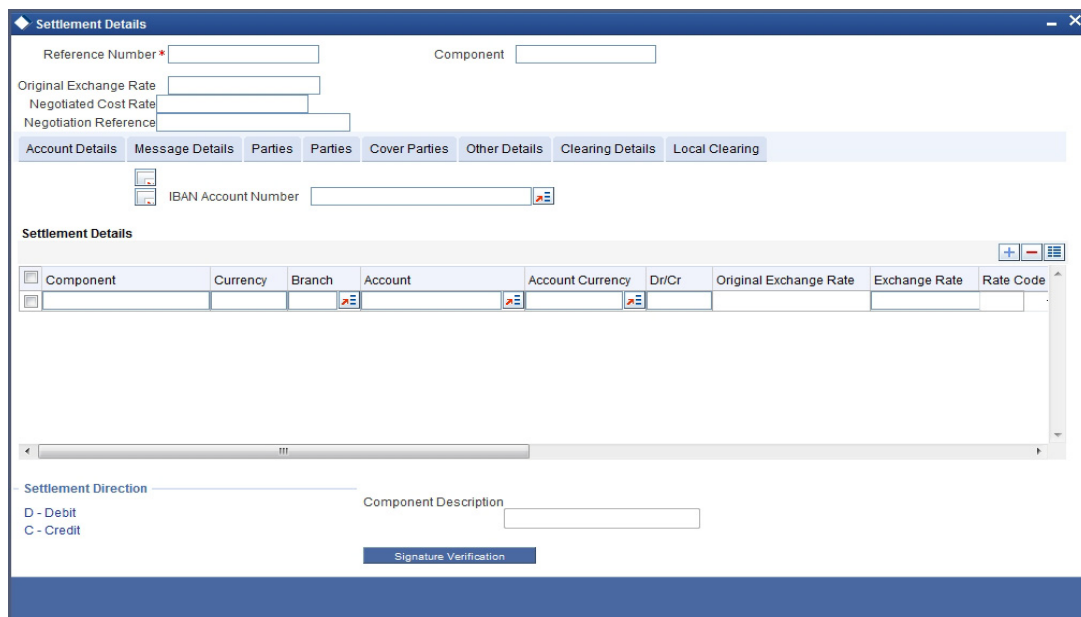 Settlement Details
Reference Number *
Component
Original Exchange Rate
Negotiated Cost Rate
Negotiation Reference
Account Details Message Details Parties Parties Cover Parties Other Details Clearing Details Local Clearing
IBAN Account Number
Settlement Details
Component Currency Branch Account Account Currency Dr/Cr Original Exchange Rate Exchange Rate Rate Code
Settlement Direction
D - Debit
C - Credit
Component Description
Signature Verification